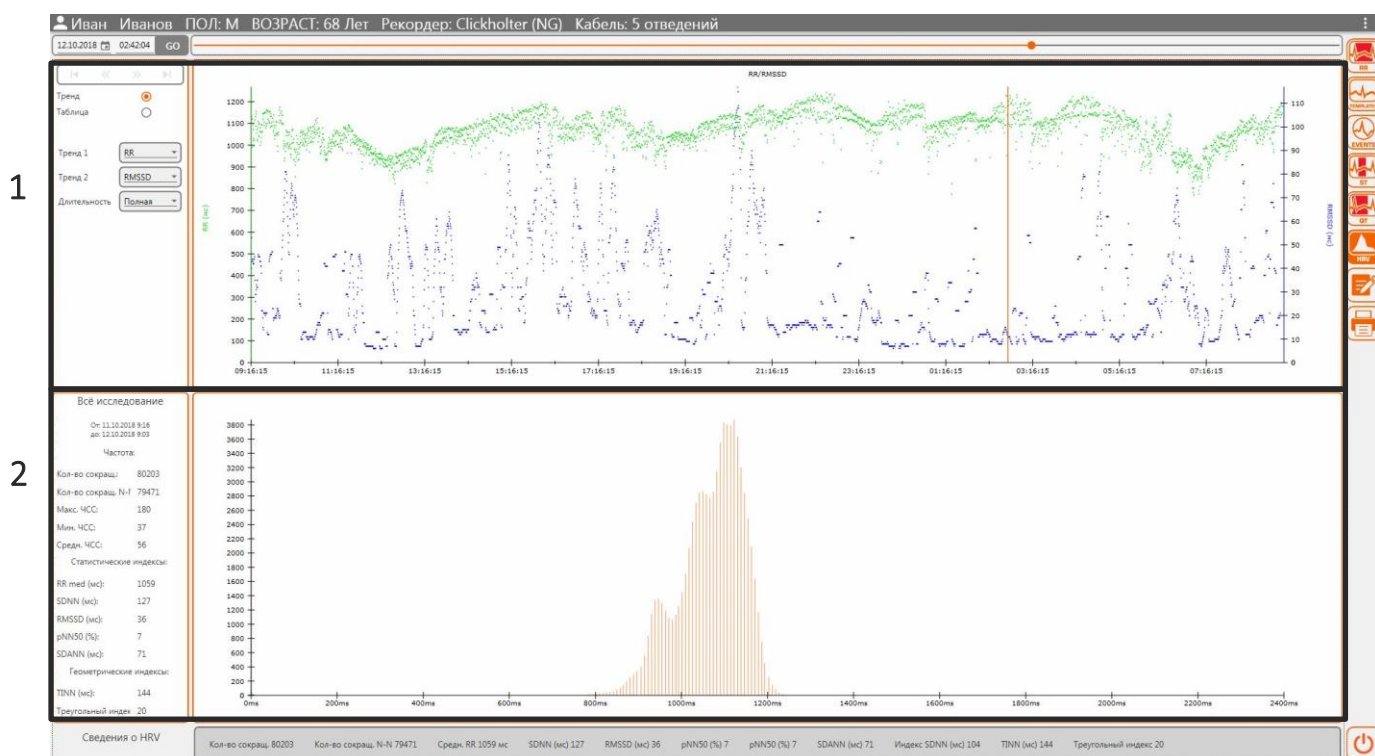 Иван Иванов ПОЛ: М ВОЗРАСТ: 68 Лет Рекордер: Clickholter (NG) Кабель: 5 отведений
12.10.2018 02:42:04 GO
1
Тренд
Таблица
Тренд 1 RR
Тренд 2 RMSSD
Длительность Полная
RR/RMSSD
RR (мс)
1200
1100
1000
900
800
700
600
500
400
300
200
100
0
110
100
90
80
70
60
50
40
30
20
10
0
RMSSD (мс)
09:16:15 11:16:15 13:16:15 15:16:15 17:16:15 19:16:15 21:16:15 23:16:15 01:16:15 03:16:15 05:16:15 07:16:15
RR
TEMPLATE
EVENTS
ST
QT
HRV
2
Всё исследование
От: 11.10.2018 9:16
до: 12.10.2018 9:03
Частота:
Кол-во сокращ.: 80203
Кол-во сокращ. N-I 79471
Макс. ЧСС: 180
Мин. ЧСС: 37
Средн. ЧСС: 56
Статистические индексы:
RR med (мс): 1059
SDNN (мс): 127
RMSSD (мс): 36
pNN50 (%): 7
SDANN (мс): 71
Геометрические индексы:
TINN (мс): 144
Треугольный индек 20
3800
3600
3400
3200
3000
2800
2600
2400
2200
2000
1800
1600
1400
1200
1000
800
600
400
200
0
0ms 200ms 400ms 600ms 800ms 1000ms 1200ms 1400ms 1600ms 1800ms 2000ms 2200ms 2400ms
Сведения о HRV
Кол-во сокращ. 80203 Кол-во сокращ. N-N 79471 Средн. RR 1059 мс SDNN (мс) 127 RMSSD (мс) 36 pNN50 (%) 7 pNN50 (%) 7 SDANN (мс) 71 Индекс SDNN (мс) 104 TINN (мс) 144 Треугольный индекс 20